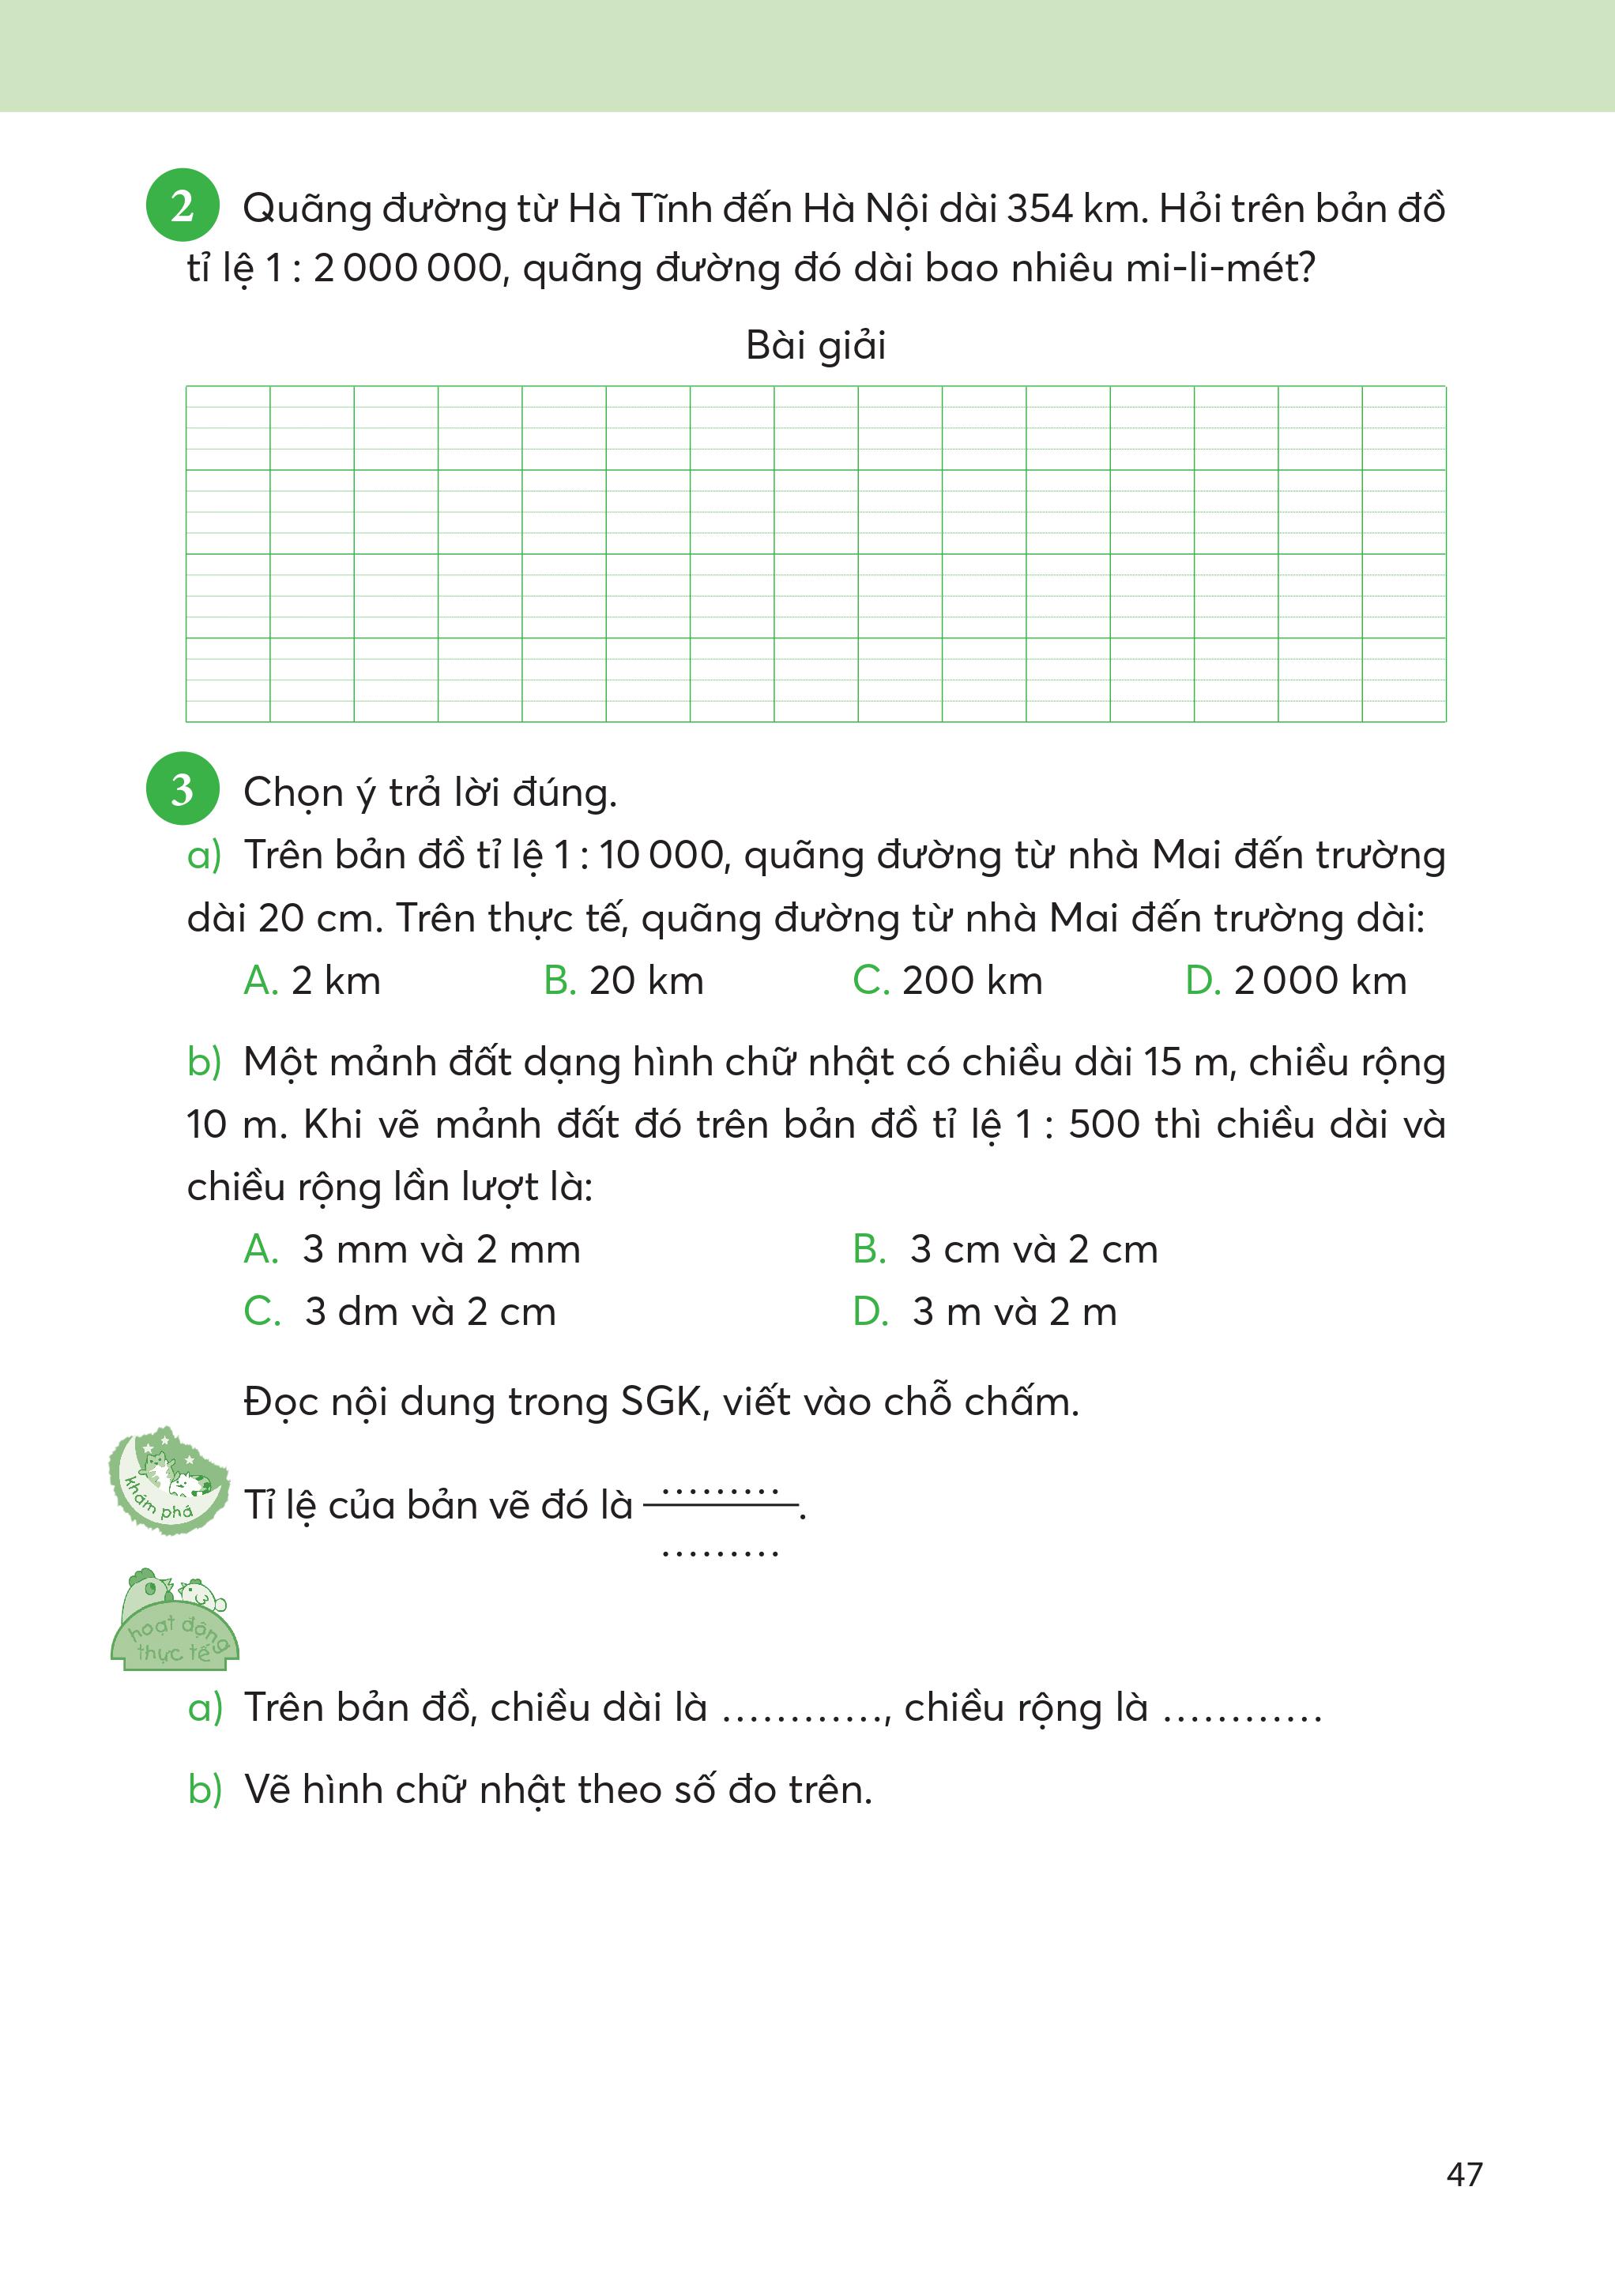 2 Quãng đường từ Hà Tĩnh đến Hà Nội dài 354 km. Hỏi trên bản đồ
tỉ lệ 1 : 2 000 000, quãng đường đó dài bao nhiêu mi-li-mét?
Bài giải
3 Chọn ý trả lời đúng.
a) Trên bản đồ tỉ lệ 1 : 10 000, quãng đường từ nhà Mai đến trường
dài 20 cm. Trên thực tế, quãng đường từ nhà Mai đến trường dài:
A. 2 km B. 20 km C. 200 km D. 2 000 km
b) Một mảnh đất dạng hình chữ nhật có chiều dài 15 m, chiều rộng
10 m. Khi vẽ mảnh đất đó trên bản đồ tỉ lệ 1 : 500 thì chiều dài và
chiều rộng lần lượt là:
A. 3 mm và 2 mm B. 3 cm và 2 cm
C. 3 dm và 2 cm D. 3 m và 2 m
Đọc nội dung trong SGK, viết vào chỗ chấm.
khám phá
.........
Tỉ lệ của bản vẽ đó là .
.........
hoạt động
thực tế
a) Trên bản đồ, chiều dài là ............, chiều rộng là ............
b) Vẽ hình chữ nhật theo số đo trên.
47